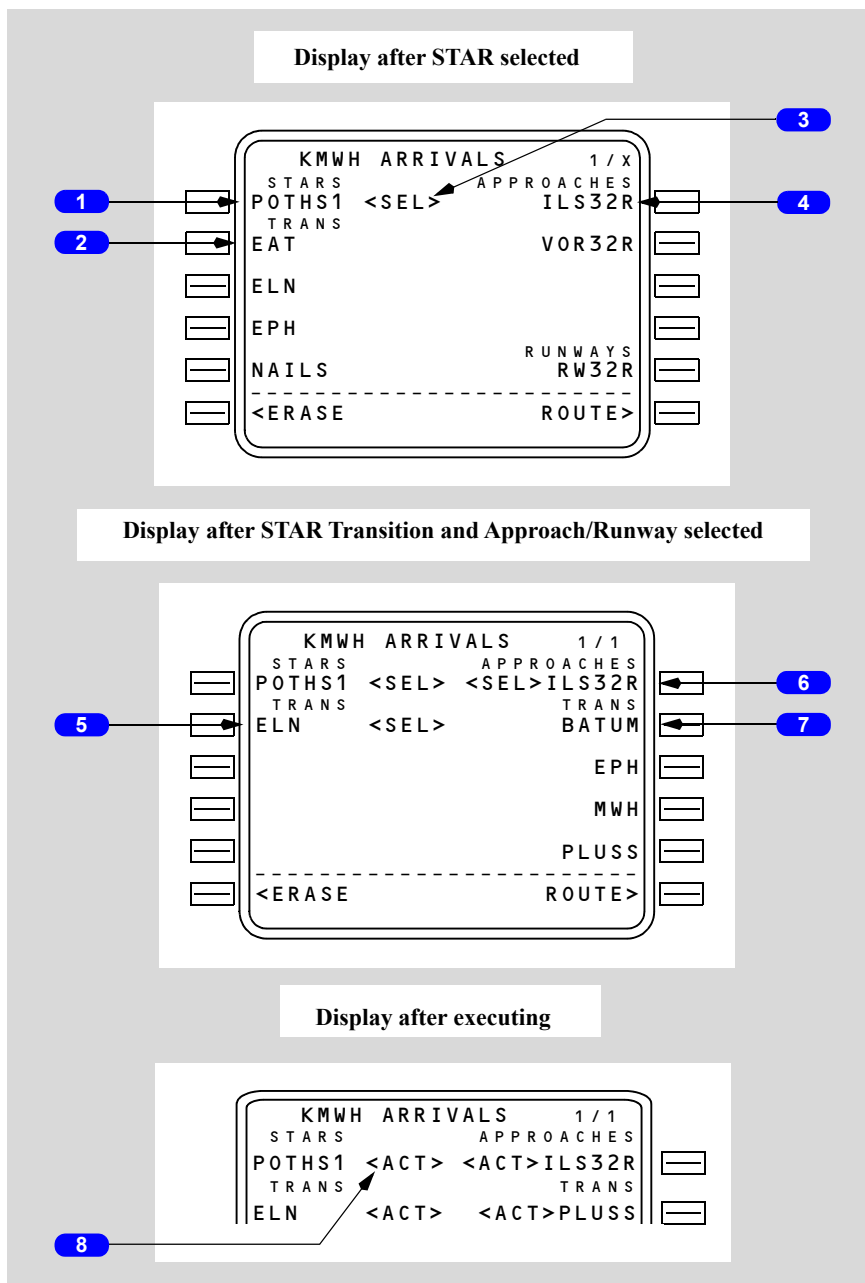 Display after STAR selected
3
KMWH ARRIVALS 1/X
STARS APPROACHES
1 POTHS1 <SEL> ILS32R 4
TRANS
2 EAT VOR32R
ELN
EPH
RUNWAYS
NAILS RW32R
------------------------
<ERASE ROUTE>
Display after STAR Transition and Approach/Runway selected
KMWH ARRIVALS 1/1
STARS APPROACHES
POTHS1 <SEL> <SEL>ILS32R 6
TRANS TRANS
5 ELN <SEL> BATUM 7
EPH
MWH
PLUSS
------------------------
<ERASE ROUTE>
Display after executing
KMWH ARRIVALS 1/1
STARS APPROACHES
POTHS1 <ACT> <ACT>ILS32R
TRANS TRANS
ELN <ACT> <ACT>PLUSS
8